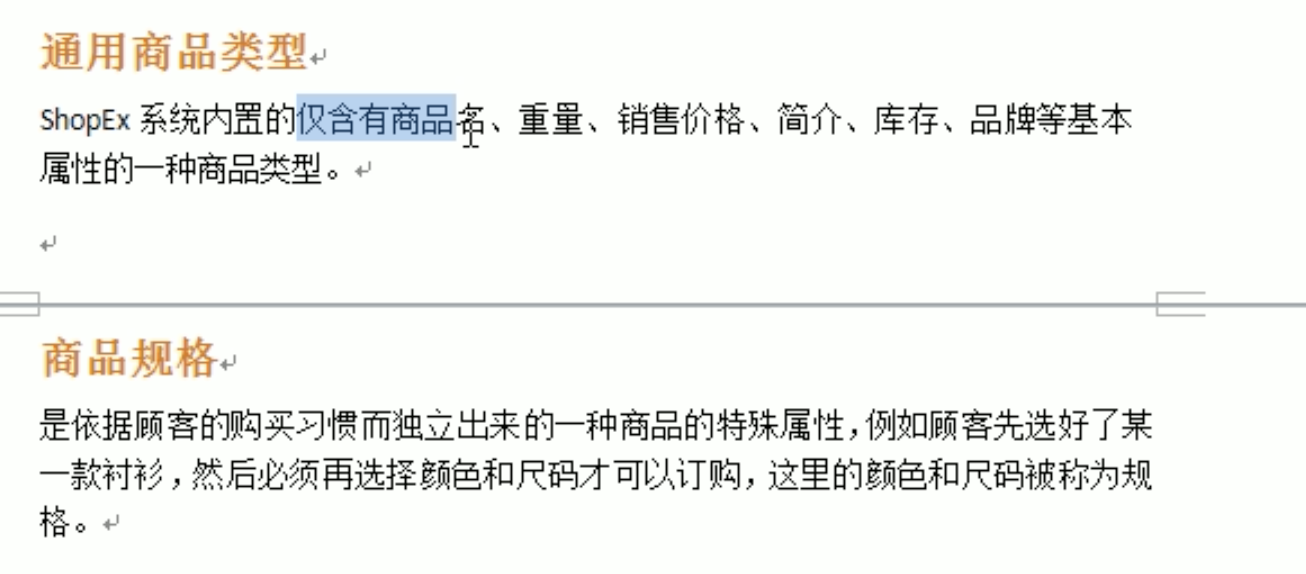 通用商品类型
ShopEx 系统内置的仅含有商品名、重量、销售价格、简介、库存、品牌等基本
属性的一种商品类型。
商品规格
是依据顾客的购买习惯而独立出来的一种商品的特殊属性，例如顾客先选好了某
一款衬衫，然后必须再选择颜色和尺码才可以订购，这里的颜色和尺码被称为规
格。